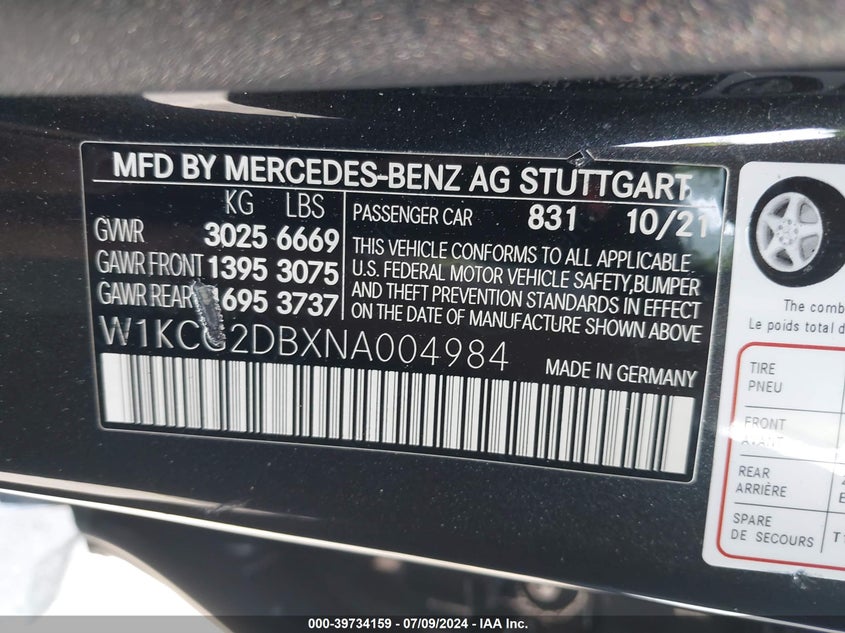 MFD BY MERCEDES-BENZ AG STUTTGART
KG LBS
GVWR 3025 6669
GAWR FRONT 1395 3075
GAWR REAR 3737
PASSENGER CAR 831 10/21
THIS VEHICLE CONFORMS TO ALL APPLICABLE
U.S. FEDERAL MOTOR VEHICLE SAFETY,BUMPER
AND THEFT PREVENTION STANDARDS IN EFFECT
ON THE DATE OF MANUFACTURE SHOWN ABOVE
W1KCG2DBXNA004984
MADE IN GERMANY
The comb
Le poids total d
TIRE
PNEU
FRONT
AVANT
REAR
ARRIÈRE
SPARE
DE SECOURS T1
000-39734159 - 07/09/2024 - IAA Inc.